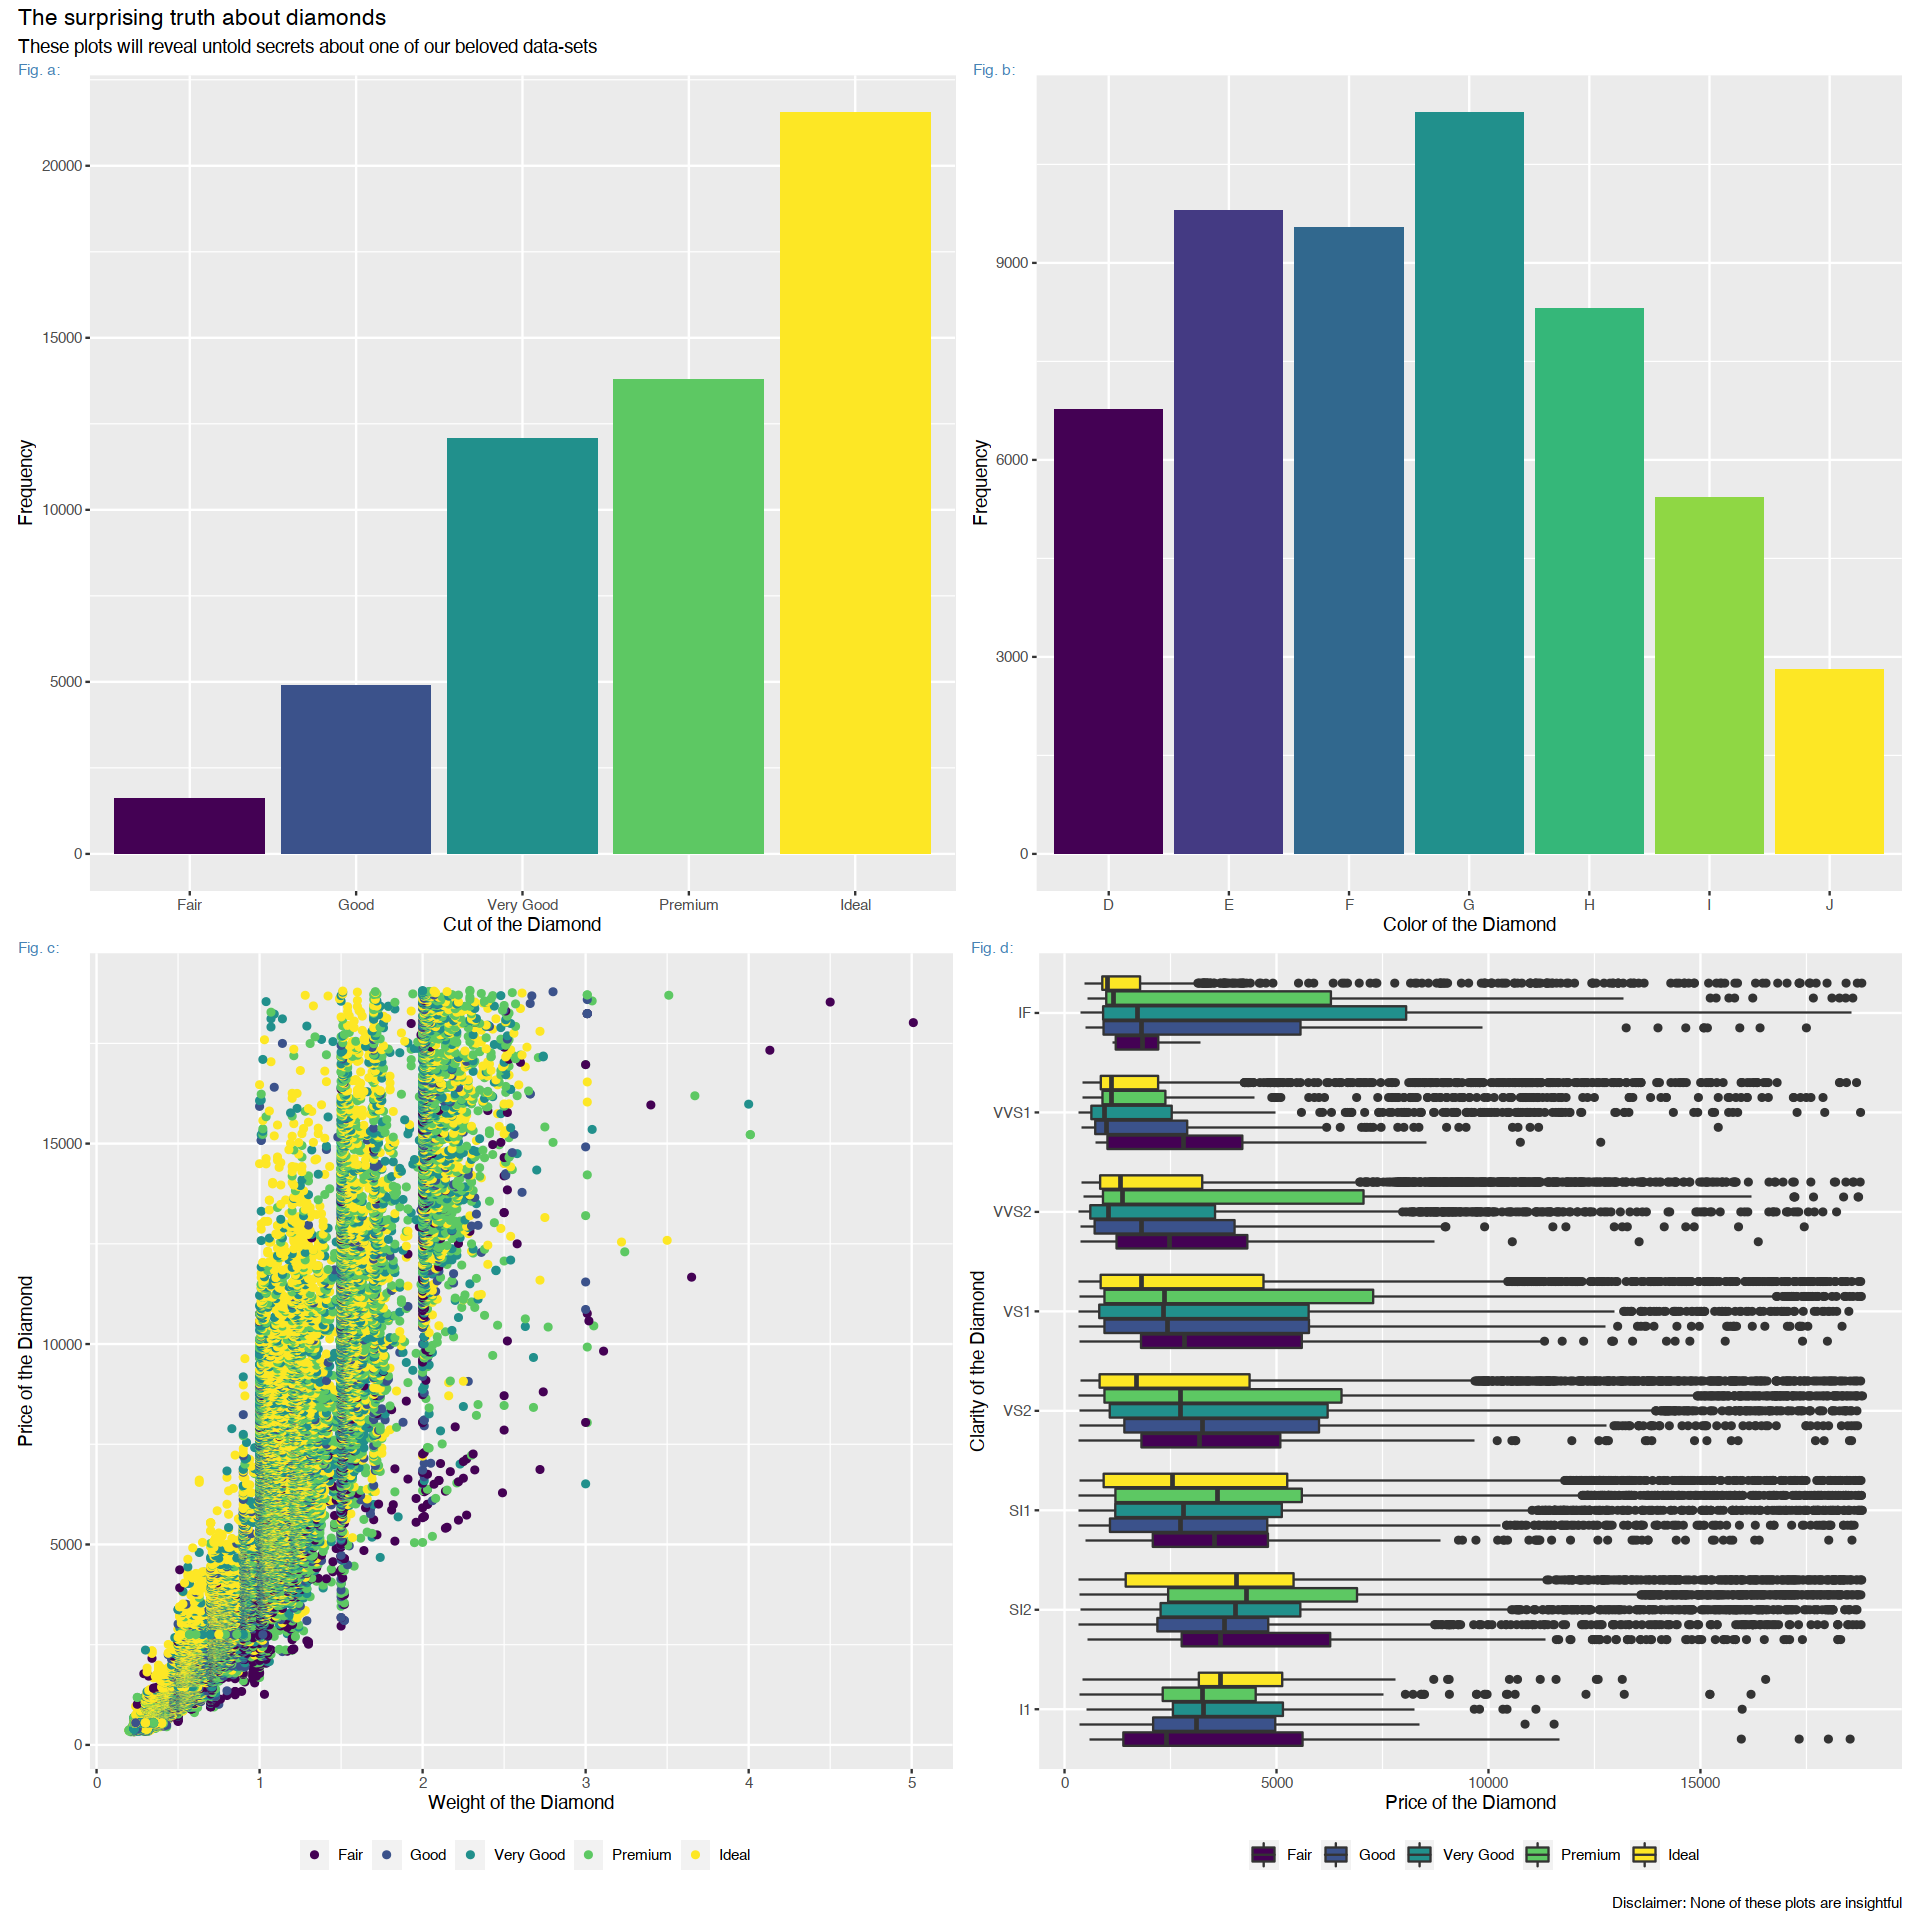 The surprising truth about diamonds
These plots will reveal untold secrets about one of our beloved data-sets
Fig. a:
Frequency
20000
15000
10000
5000
0
Fair Good Very Good Premium Ideal
Cut of the Diamond
Fig. b:
Frequency
9000
6000
3000
0
D E F G H I J
Color of the Diamond
Fig. c:
Price of the Diamond
15000
10000
5000
0
0 1 2 3 4 5
Weight of the Diamond
Fair Good Very Good Premium Ideal
Fig. d:
Clarity of the Diamond
IF
VVS1
VVS2
VS1
VS2
SI1
SI2
I1
0 5000 10000 15000
Price of the Diamond
Fair Good Very Good Premium Ideal
Disclaimer: None of these plots are insightful